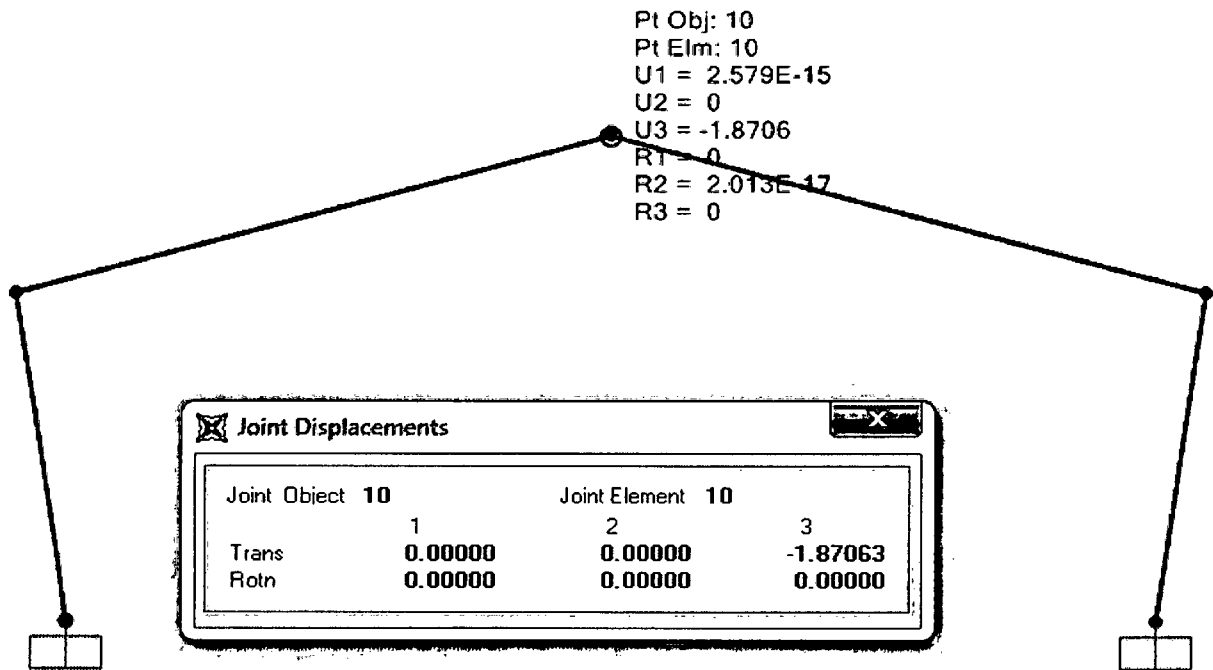 Pt Obj: 10
Pt Elm: 10
U1 = 2.579E-15
U2 = 0
U3 = -1.8706
R1 = 0
R2 = 2.013E-17
R3 = 0
Joint Displacements
Joint Object 10 Joint Element 10
1 2 3
Trans 0.00000 0.00000 -1.87063
Rotn 0.00000 0.00000 0.00000